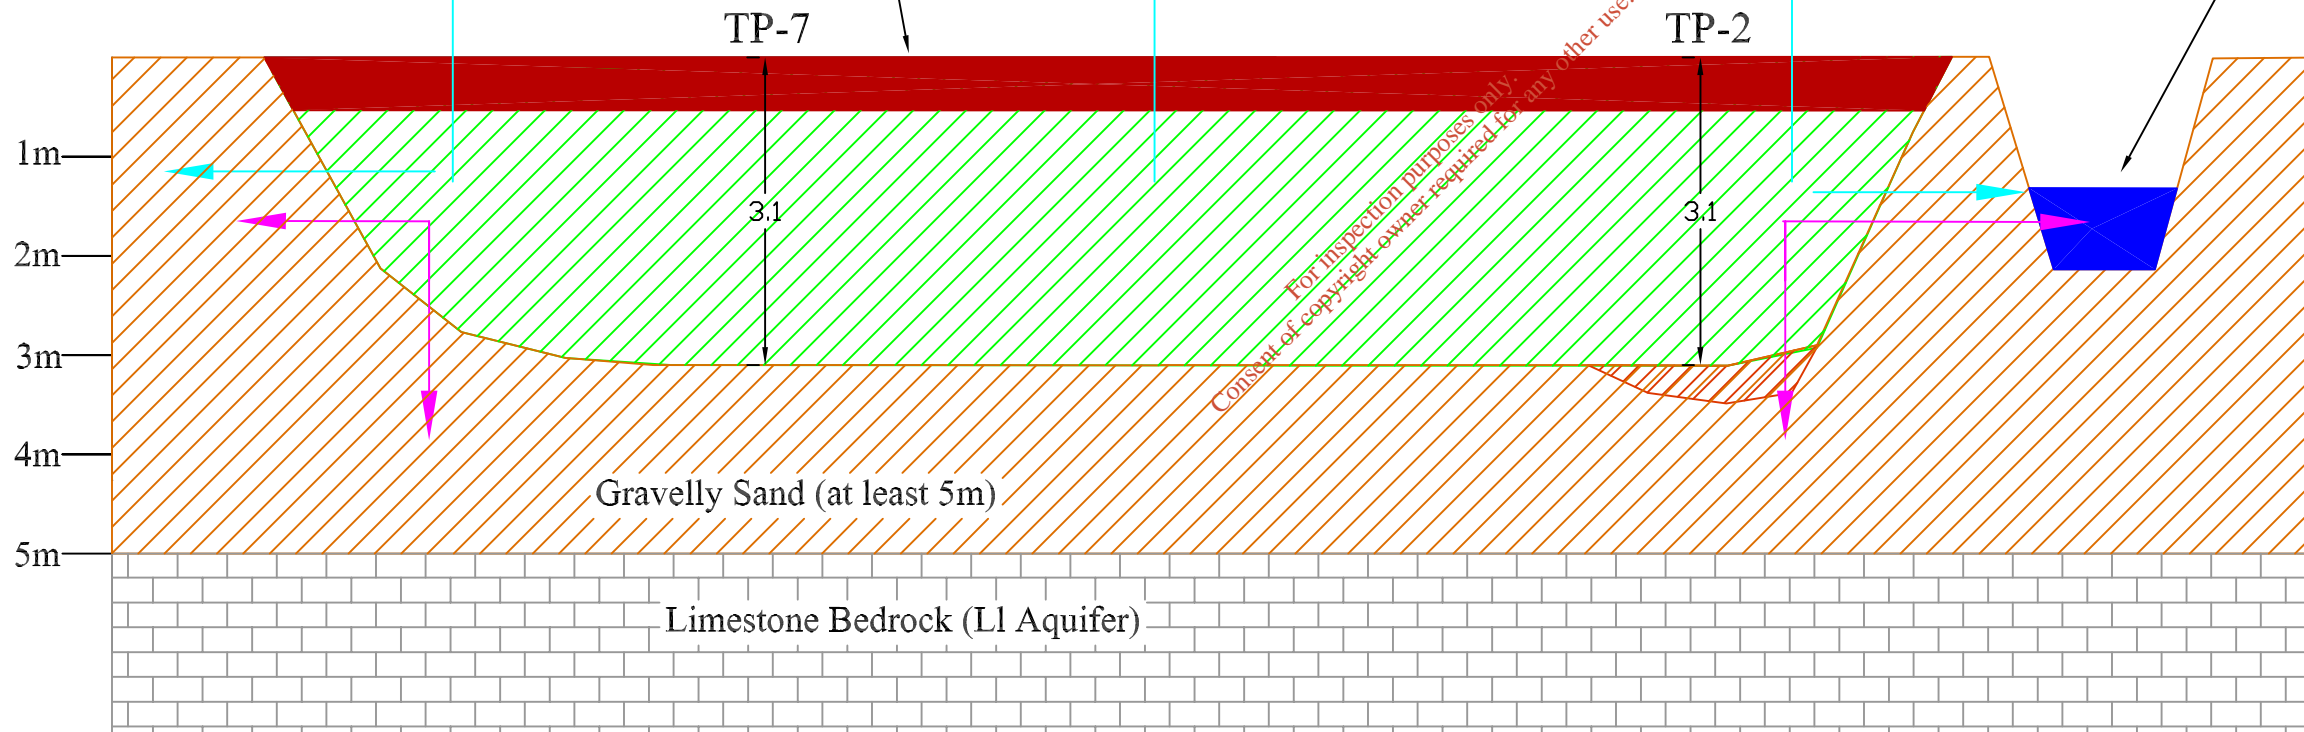 TP-7
TP-2
1m
2m
3m
4m
5m
3.1
3.1
For inspection purposes only.
Consent of copyright owner required for any other use.
Gravelly Sand (at least 5m)
Limestone Bedrock (Ll Aquifer)